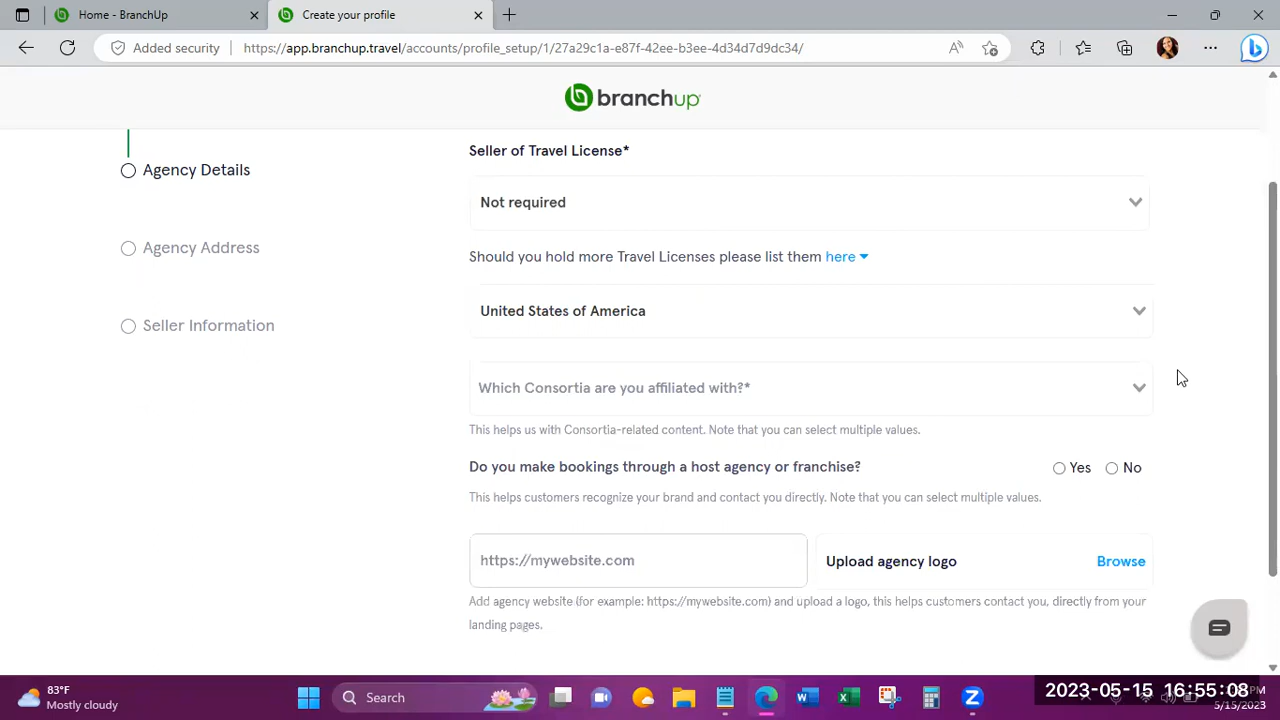 Home - BranchUp
Create your profile
Added security
https://app.branchup.travel/accounts/profile_setup/1/27a29c1a-e87f-42ee-b3ee-4d34d7d9dc34/
branchup
Agency Details
Agency Address
Seller Information
Seller of Travel License*
Not required
Should you hold more Travel Licenses please list them here
United States of America
Which Consortia are you affiliated with?*
This helps us with Consortia-related content. Note that you can select multiple values.
Do you make bookings through a host agency or franchise?
Yes
No
This helps customers recognize your brand and contact you directly. Note that you can select multiple values.
https://mywebsite.com
Upload agency logo
Browse
Add agency website (for example: https://mywebsite.com) and upload a logo, this helps customers contact you, directly from your
landing pages.
83°F
Mostly cloudy
Search
2023-05-15 16:55:08
PM
5/15/2023